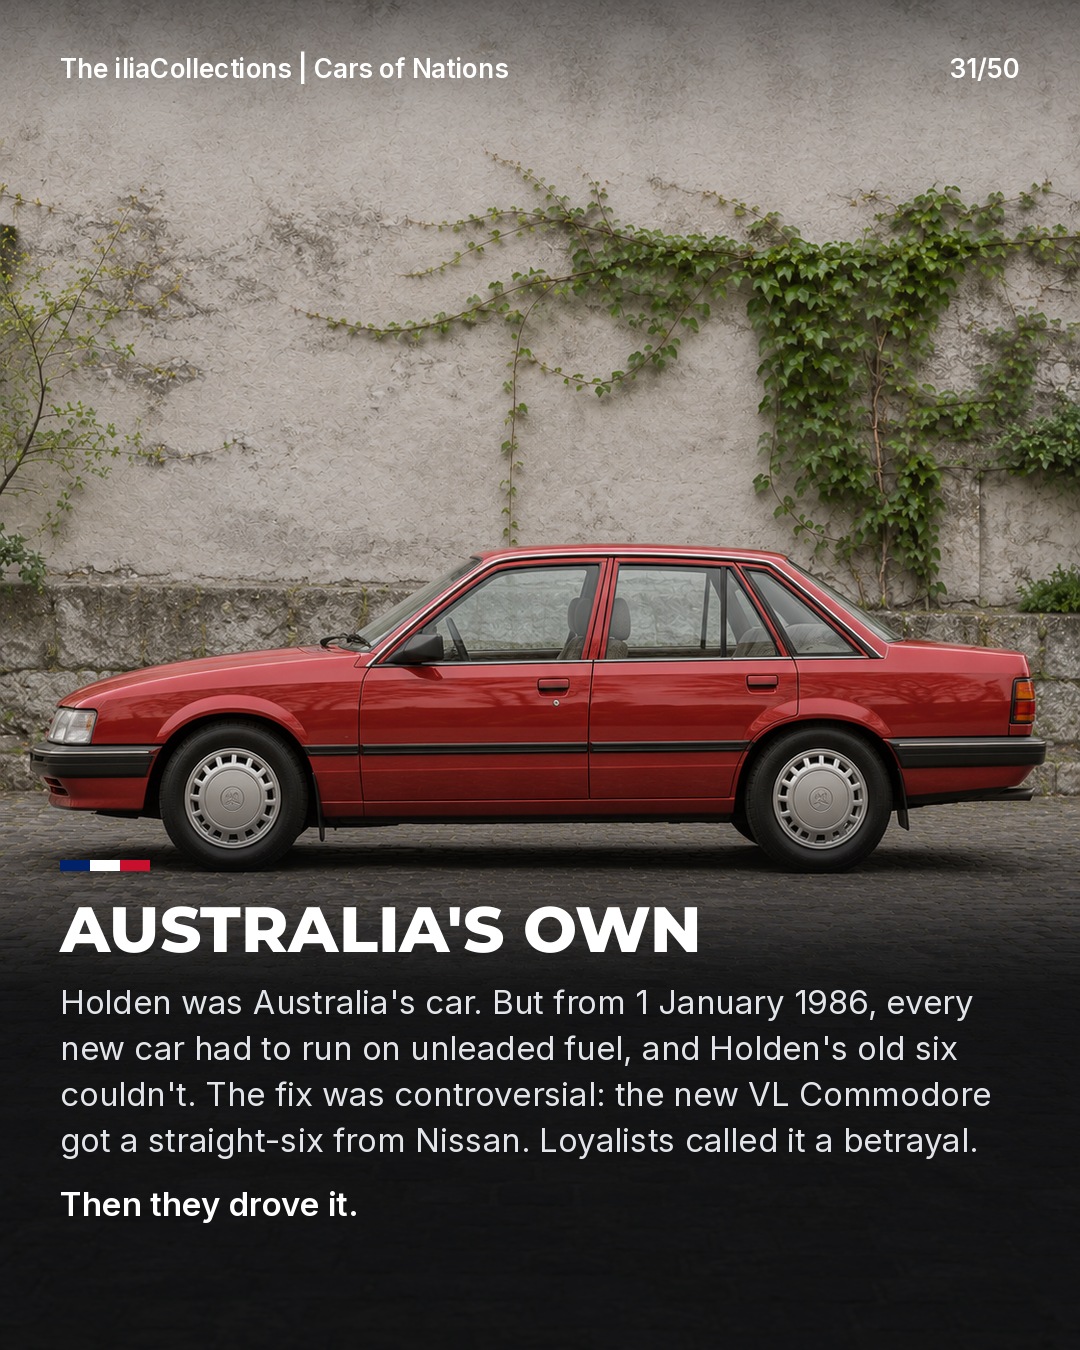 The iliaCollections | Cars of Nations
31/50
AUSTRALIA'S OWN
Holden was Australia's car. But from 1 January 1986, every
new car had to run on unleaded fuel, and Holden's old six
couldn't. The fix was controversial: the new VL Commodore
got a straight-six from Nissan. Loyalists called it a betrayal.
Then they drove it.